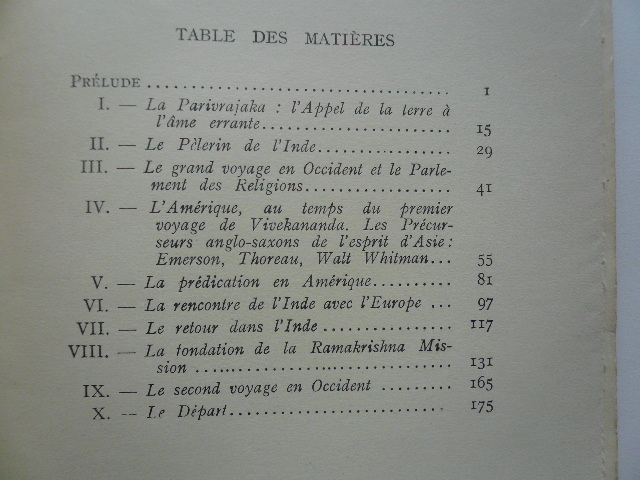 TABLE DES MATIÈRES
PRÉLUDE .................................. 1
I. — La Parivrajaka : l'Appel de la terre à
l'âme errante..................... 15
II. — Le Pèlerin de l'Inde............... 29
III. — Le grand voyage en Occident et le Parle-
ment des Religions................. 41
IV. — L'Amérique, au temps du premier
voyage de Vivekananda. Les Précur-
seurs anglo-saxons de l'esprit d'Asie :
Emerson, Thoreau, Walt Whitman... 55
V. — La prédication en Amérique......... 81
VI. — La rencontre de l'Inde avec l'Europe ... 97
VII. — Le retour dans l'Inde ............... 117
VIII. — La fondation de la Ramakrishna Mis-
sion ............................. 131
IX. — Le second voyage en Occident ......... 165
X. — Le Départ......................... 175